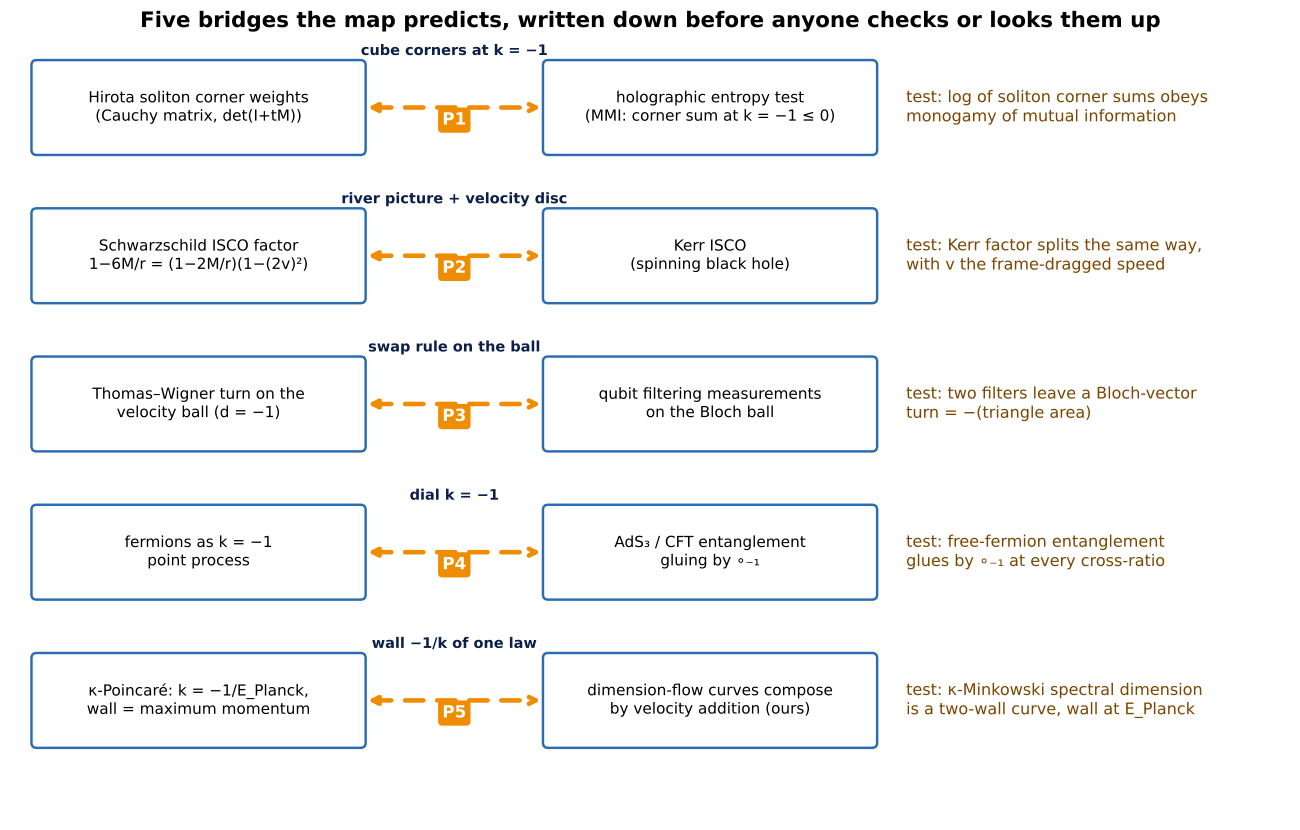 Five bridges the map predicts, written down before anyone checks or looks them up
cube corners at k = −1
Hirota soliton corner weights
(Cauchy matrix, det(I+tM))
P1
holographic entropy test
(MMI: corner sum at k = −1 ≤ 0)
test: log of soliton corner sums obeys
monogamy of mutual information
river picture + velocity disc
Schwarzschild ISCO factor
1−6M/r = (1−2M/r)(1−(2v)²)
P2
Kerr ISCO
(spinning black hole)
test: Kerr factor splits the same way,
with v the frame-dragged speed
swap rule on the ball
Thomas–Wigner turn on the
velocity ball (d = −1)
P3
qubit filtering measurements
on the Bloch ball
test: two filters leave a Bloch-vector
turn = −(triangle area)
dial k = −1
fermions as k = −1
point process
P4
AdS₃ / CFT entanglement
gluing by ∘₋₁
test: free-fermion entanglement
glues by ∘₋₁ at every cross-ratio
wall −1/k of one law
κ-Poincaré: k = −1/E_Planck,
wall = maximum momentum
P5
dimension-flow curves compose
by velocity addition (ours)
test: κ-Minkowski spectral dimension
is a two-wall curve, wall at E_Planck